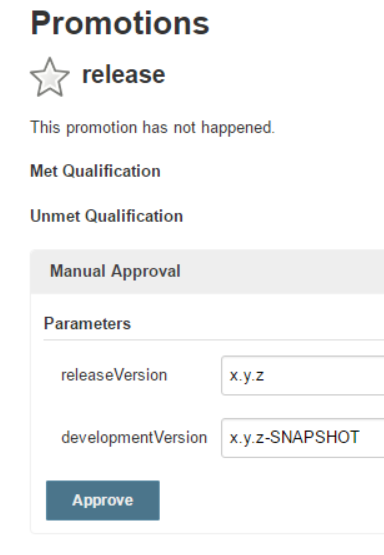 Promotions
release
This promotion has not happened.
Met Qualification
Unmet Qualification
Manual Approval
Parameters
releaseVersion x.y.z
developmentVersion x.y.z-SNAPSHOT
Approve